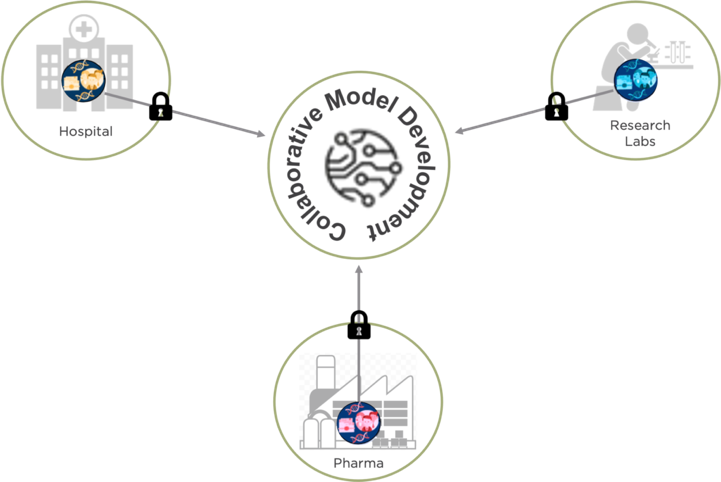 Hospital
Collaborative Model Development
Research
Labs
Pharma